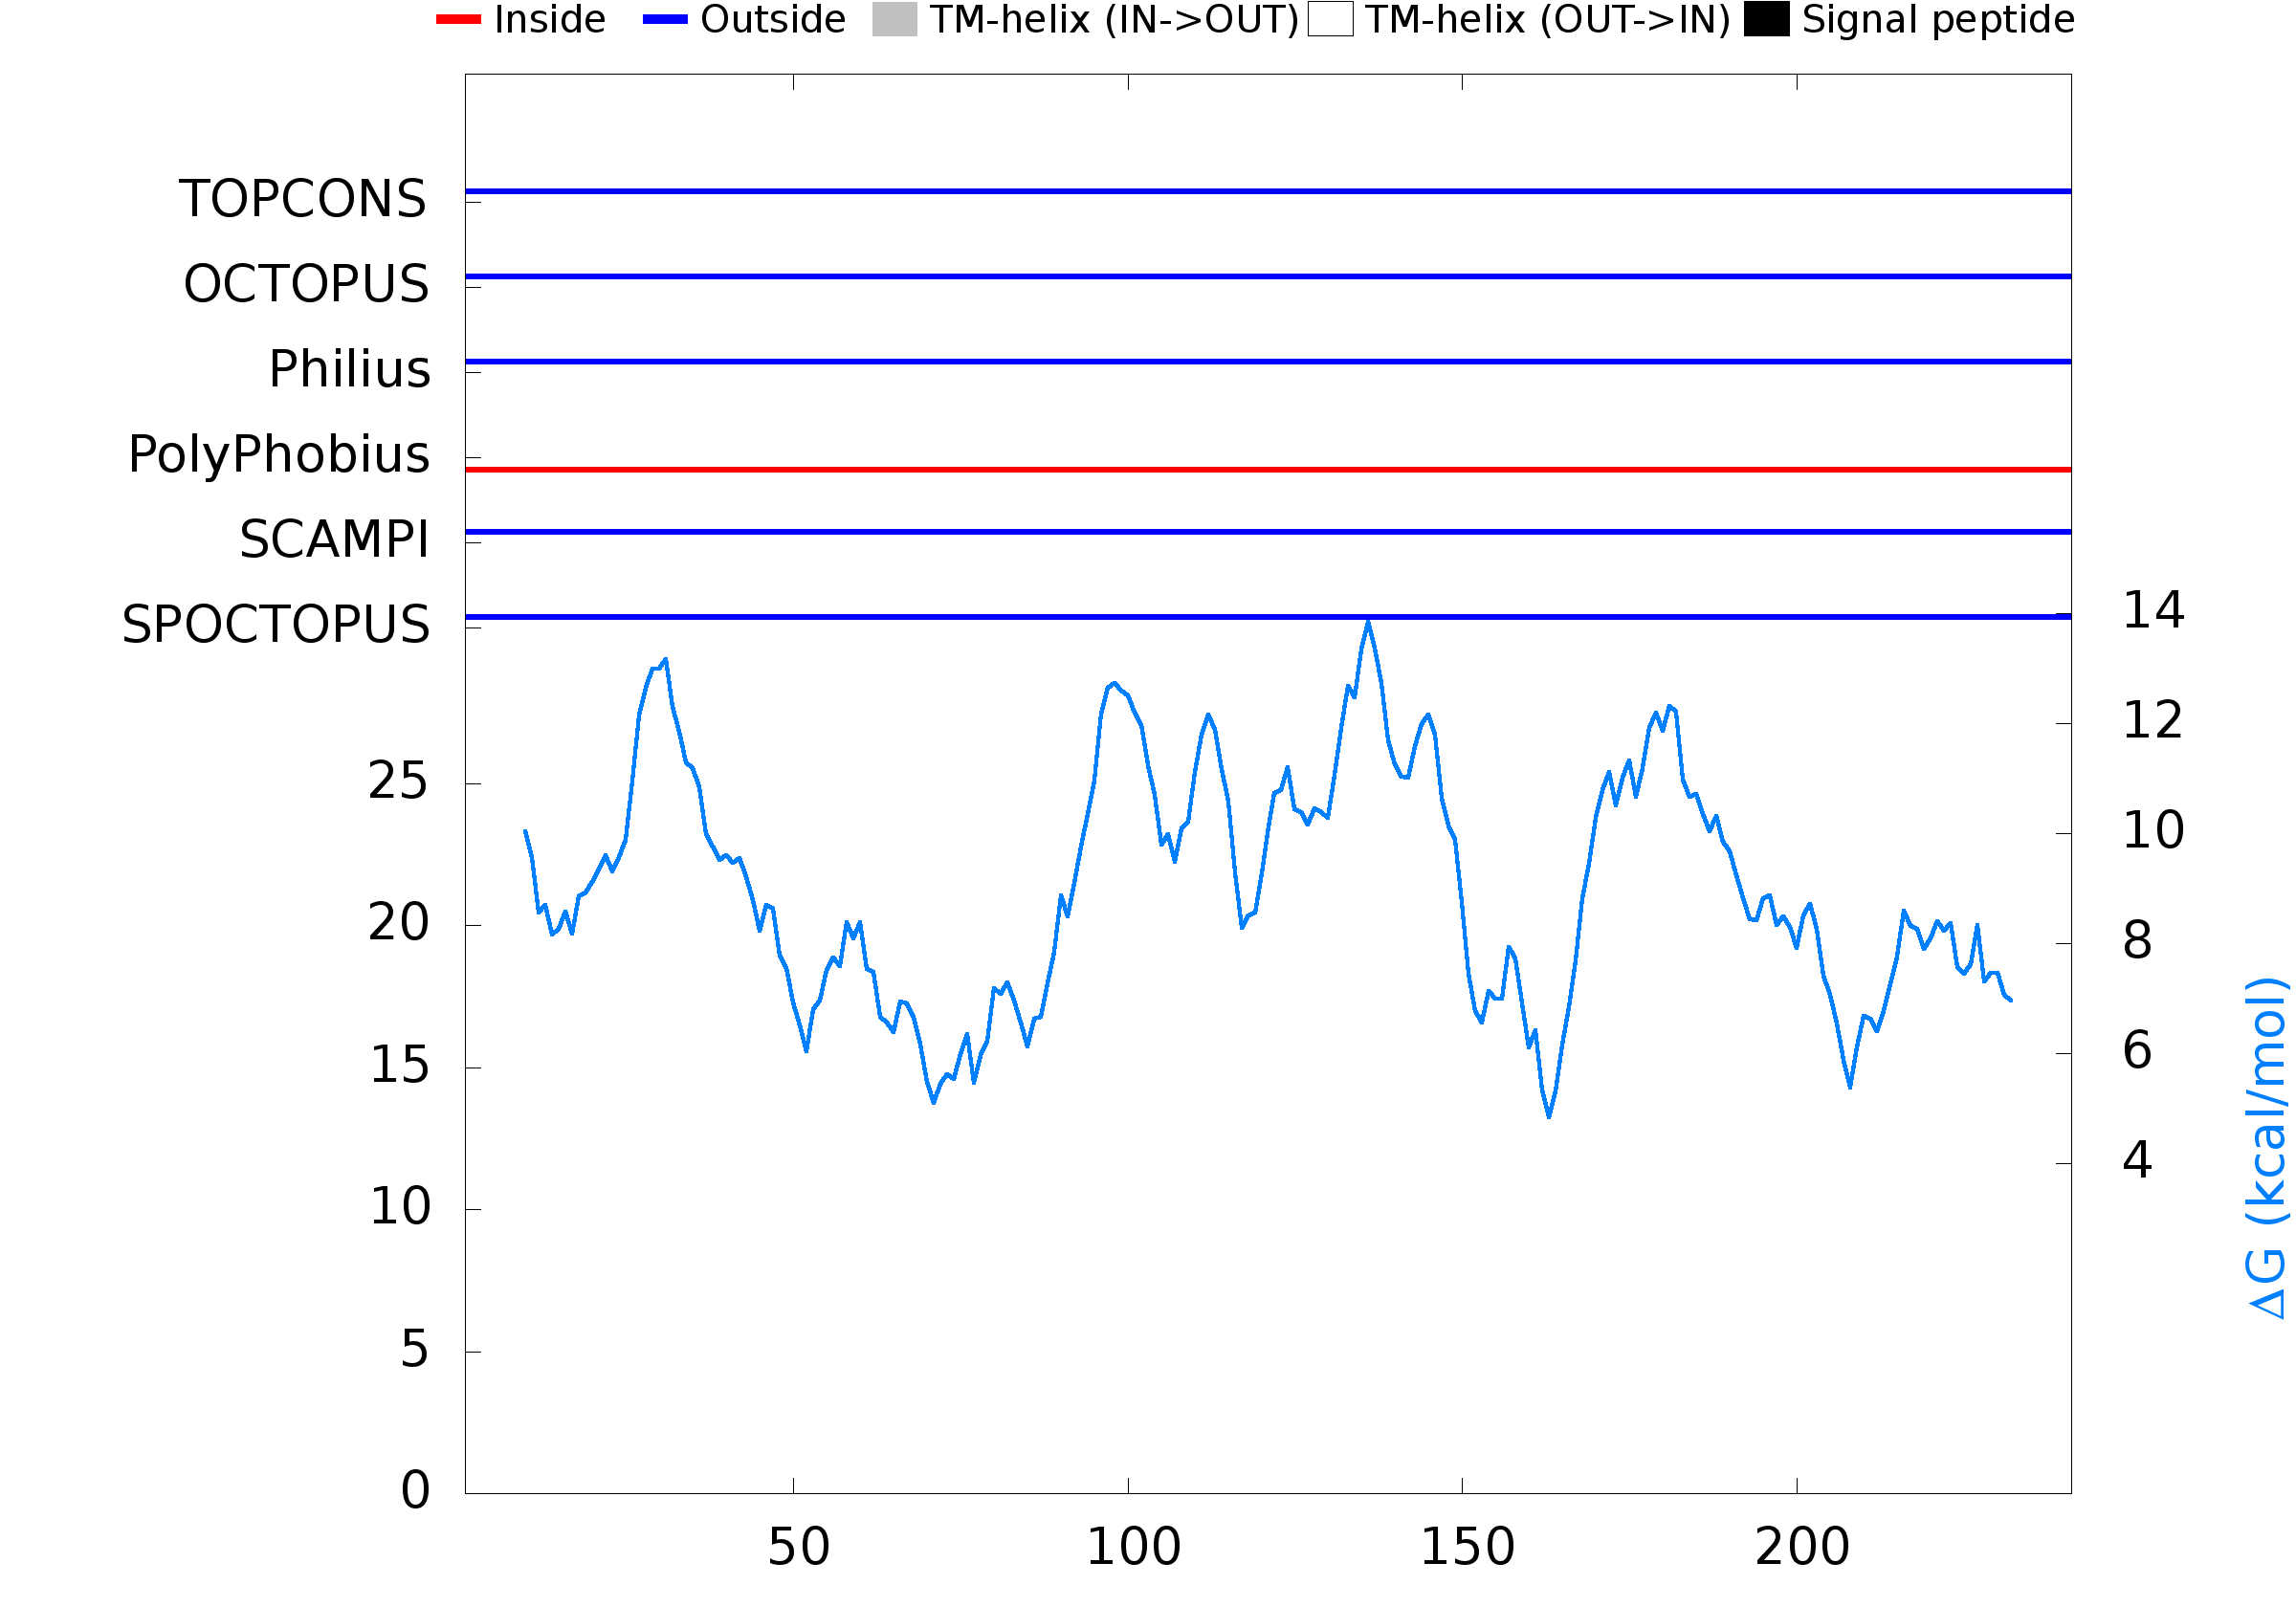 Inside Outside TM-helix (IN->OUT) TM-helix (OUT->IN) Signal peptide
TOPCONS
OCTOPUS
Philius
PolyPhobius
SCAMPI
SPOCTOPUS
14
12
25
10
20
8
15
6
4
10
5
0
ΔG (kcal/mol)
50 100 150 200